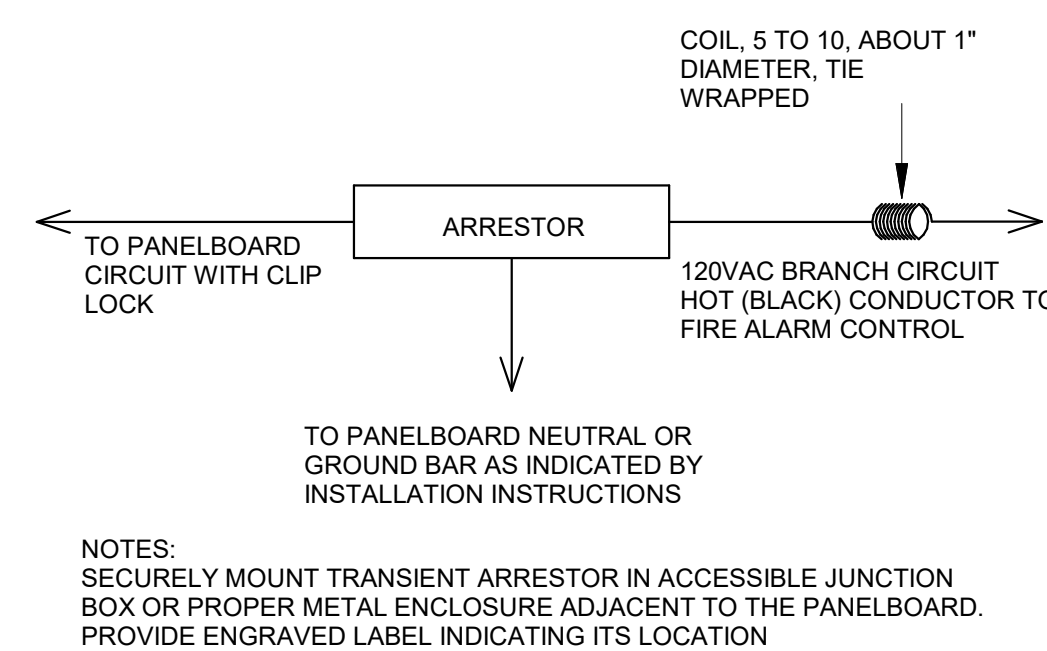 COIL, 5 TO 10, ABOUT 1"
DIAMETER, TIE
WRAPPED
ARRESTOR
TO PANELBOARD
CIRCUIT WITH CLIP
LOCK
120VAC BRANCH CIRCUIT
HOT (BLACK) CONDUCTOR TO
FIRE ALARM CONTROL
TO PANELBOARD NEUTRAL OR
GROUND BAR AS INDICATED BY
INSTALLATION INSTRUCTIONS
NOTES:
SECURELY MOUNT TRANSIENT ARRESTOR IN ACCESSIBLE JUNCTION
BOX OR PROPER METAL ENCLOSURE ADJACENT TO THE PANELBOARD.
PROVIDE ENGRAVED LABEL INDICATING ITS LOCATION